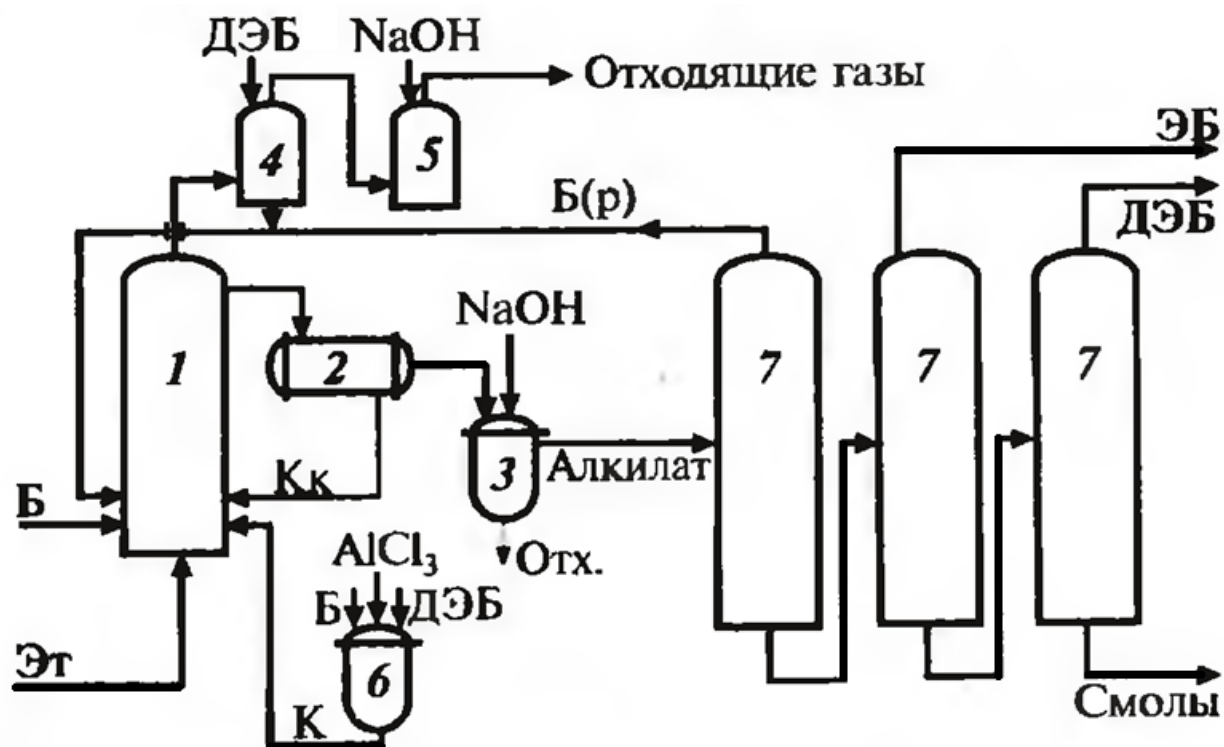 ДЭБ NaOH
Отходящие газы
ЭБ
4 5
Б(р)
ДЭБ
NaOH
1 2 7 7 7
Кк 3 Алкилат
Б
AlCl₃ Отх.
Б ДЭБ
Эт
6
К
Смолы